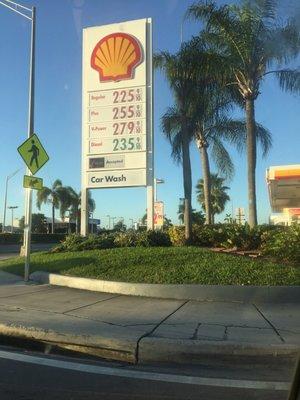 Regular 225 9/10
Plus 255 9/10
V-Power 279 9/10
Diesel 235 9/10
Accepted
Car Wash